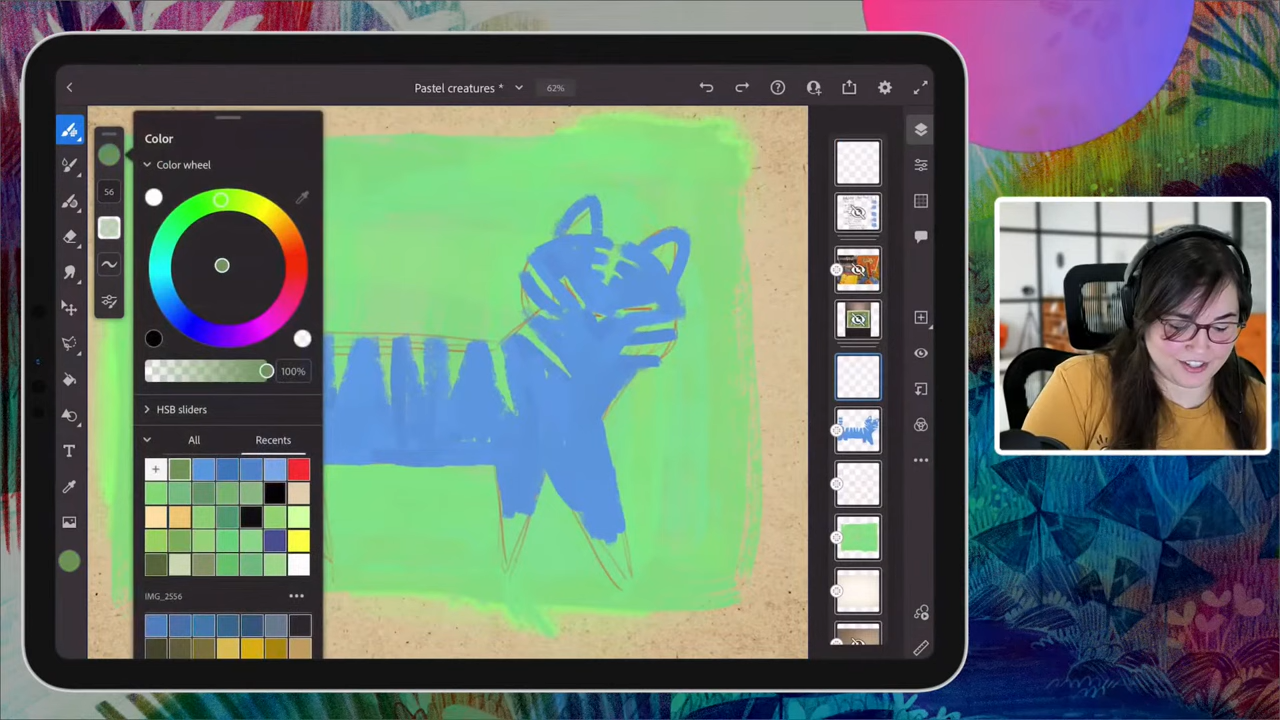 Pastel creatures *
62%
Color
Color wheel
56
100%
HSB sliders
All
Recents
IMG_2556